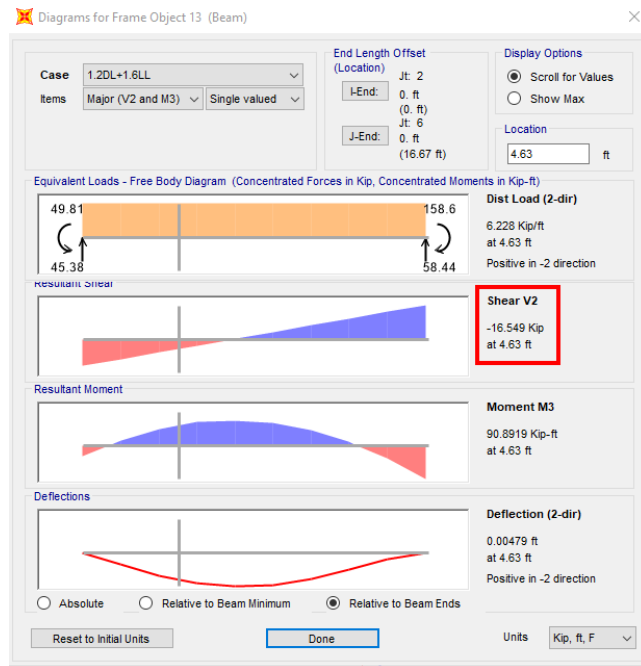 Diagrams for Frame Object 13 (Beam)
Case
1.2DL+1.6LL
Items
Major (V2 and M3)
Single valued
End Length Offset
(Location)
Jt: 2
I-End:
0. ft
(0. ft)
Jt: 6
J-End:
0. ft
(16.67 ft)
Display Options
Scroll for Values
Show Max
Location
4.63
ft
Equivalent Loads - Free Body Diagram (Concentrated Forces in Kip, Concentrated Moments in Kip-ft)
49.81
158.6
45.38
58.44
Dist Load (2-dir)
6.228 Kip/ft
at 4.63 ft
Positive in -2 direction
Resultant Shear
Shear V2
-16.549 Kip
at 4.63 ft
Resultant Moment
Moment M3
90.8919 Kip-ft
at 4.63 ft
Deflections
Deflection (2-dir)
0.00479 ft
at 4.63 ft
Positive in -2 direction
Absolute
Relative to Beam Minimum
Relative to Beam Ends
Reset to Initial Units
Done
Units
Kip, ft, F